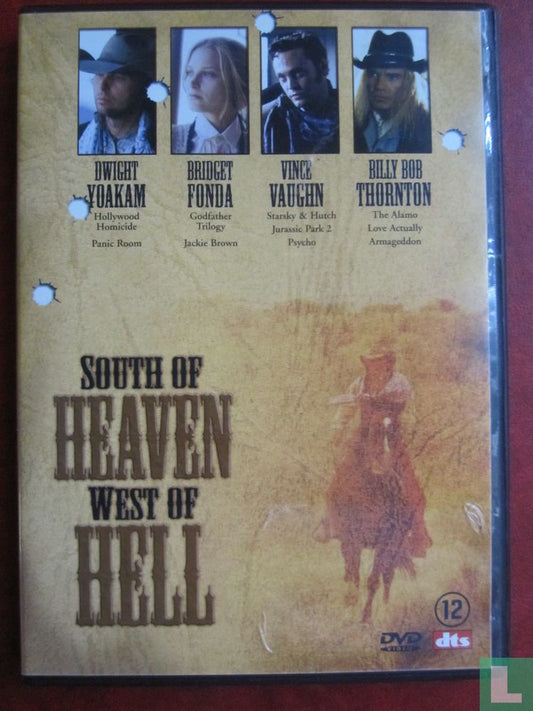 DWIGHT
YOAKAM
Hollywood
Homicide
Panic Room
BRIDGET
FONDA
Godfather
Trilogy
Jackie Brown
VINCE
VAUGHN
Starsky & Hutch
Jurassic Park 2
Psycho
BILLY BOB
THORNTON
The Alamo
Love Actually
Armageddon
SOUTH OF
HEAVEN
WEST OF
HELL
12
DVD
VIDEO
dts
L